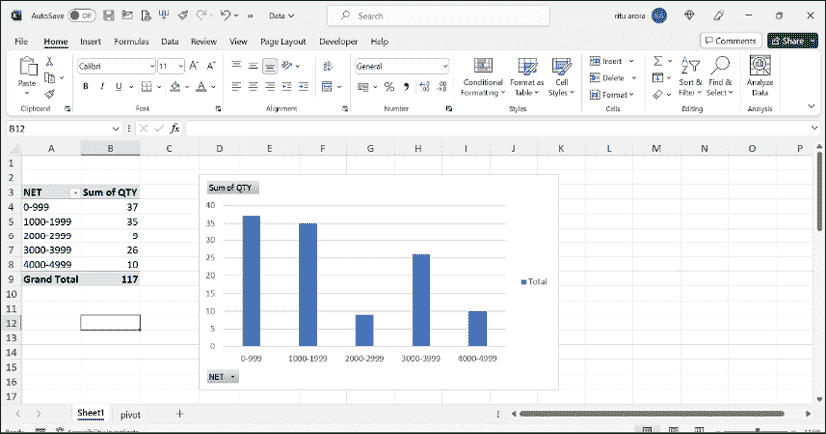 AutoSave Off Data Search ritu arora
File Home Insert Formulas Data Review View Page Layout Developer Help Comments Share
Calibri 11 General Insert
Paste B I U Conditional Format as Cell Delete Sort & Find & Analyze
Formatting Table Styles Format Filter Select Data
Clipboard Font Alignment Number Styles Cells Editing Analysis
B12 fx
A B C D E F G H I J K L M N O P
1
2
3 NET Sum of QTY
4 0-999 37
5 1000-1999 35
6 2000-2999 9
7 3000-3999 26
8 4000-4999 10
9 Grand Total 117
10
11
12
13
14
15
16
17
Sum of QTY
40
35
30
25
20
15
10
5
0
0-999 1000-1999 2000-2999 3000-3999 4000-4999
Total
NET
Sheet1 pivot